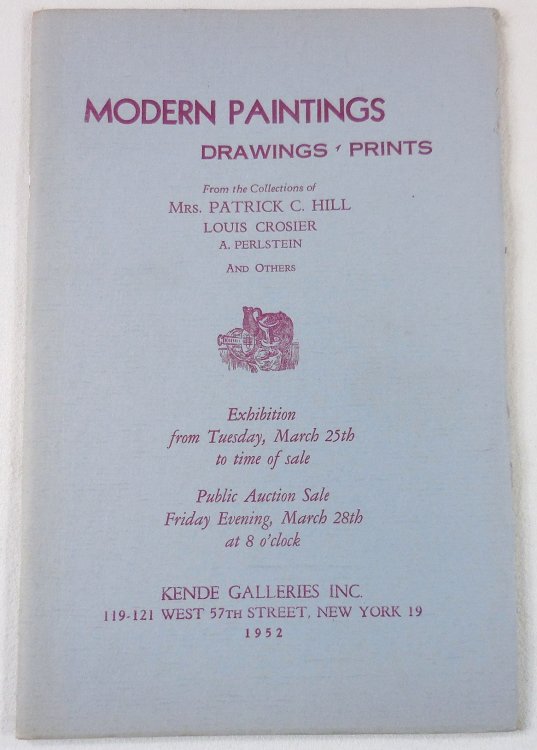 MODERN PAINTINGS
DRAWINGS ' PRINTS
From the Collections of
MRS. PATRICK C. HILL
LOUIS CROSIER
A. PERLSTEIN
AND OTHERS
Exhibition
from Tuesday, March 25th
to time of sale
Public Auction Sale
Friday Evening, March 28th
at 8 o'clock
KENDE GALLERIES INC.
119-121 WEST 57TH STREET, NEW YORK 19
1952